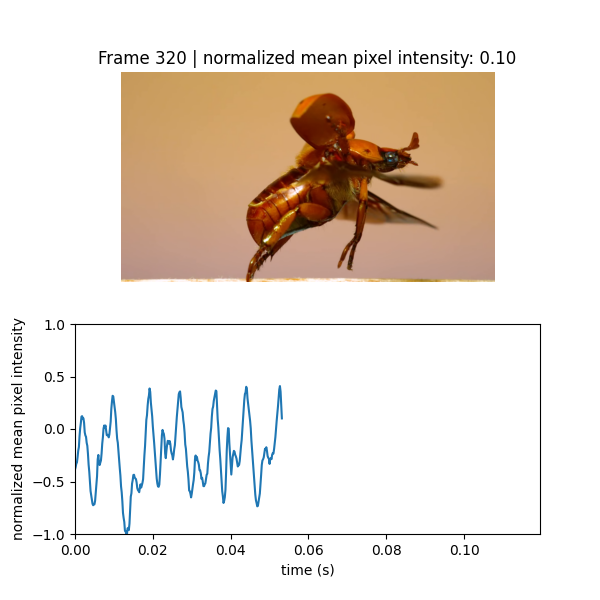 Frame 320 | normalized mean pixel intensity: 0.10
normalized mean pixel intensity
1.0
0.5
0.0
−0.5
−1.0
0.00 0.02 0.04 0.06 0.08 0.10
time (s)